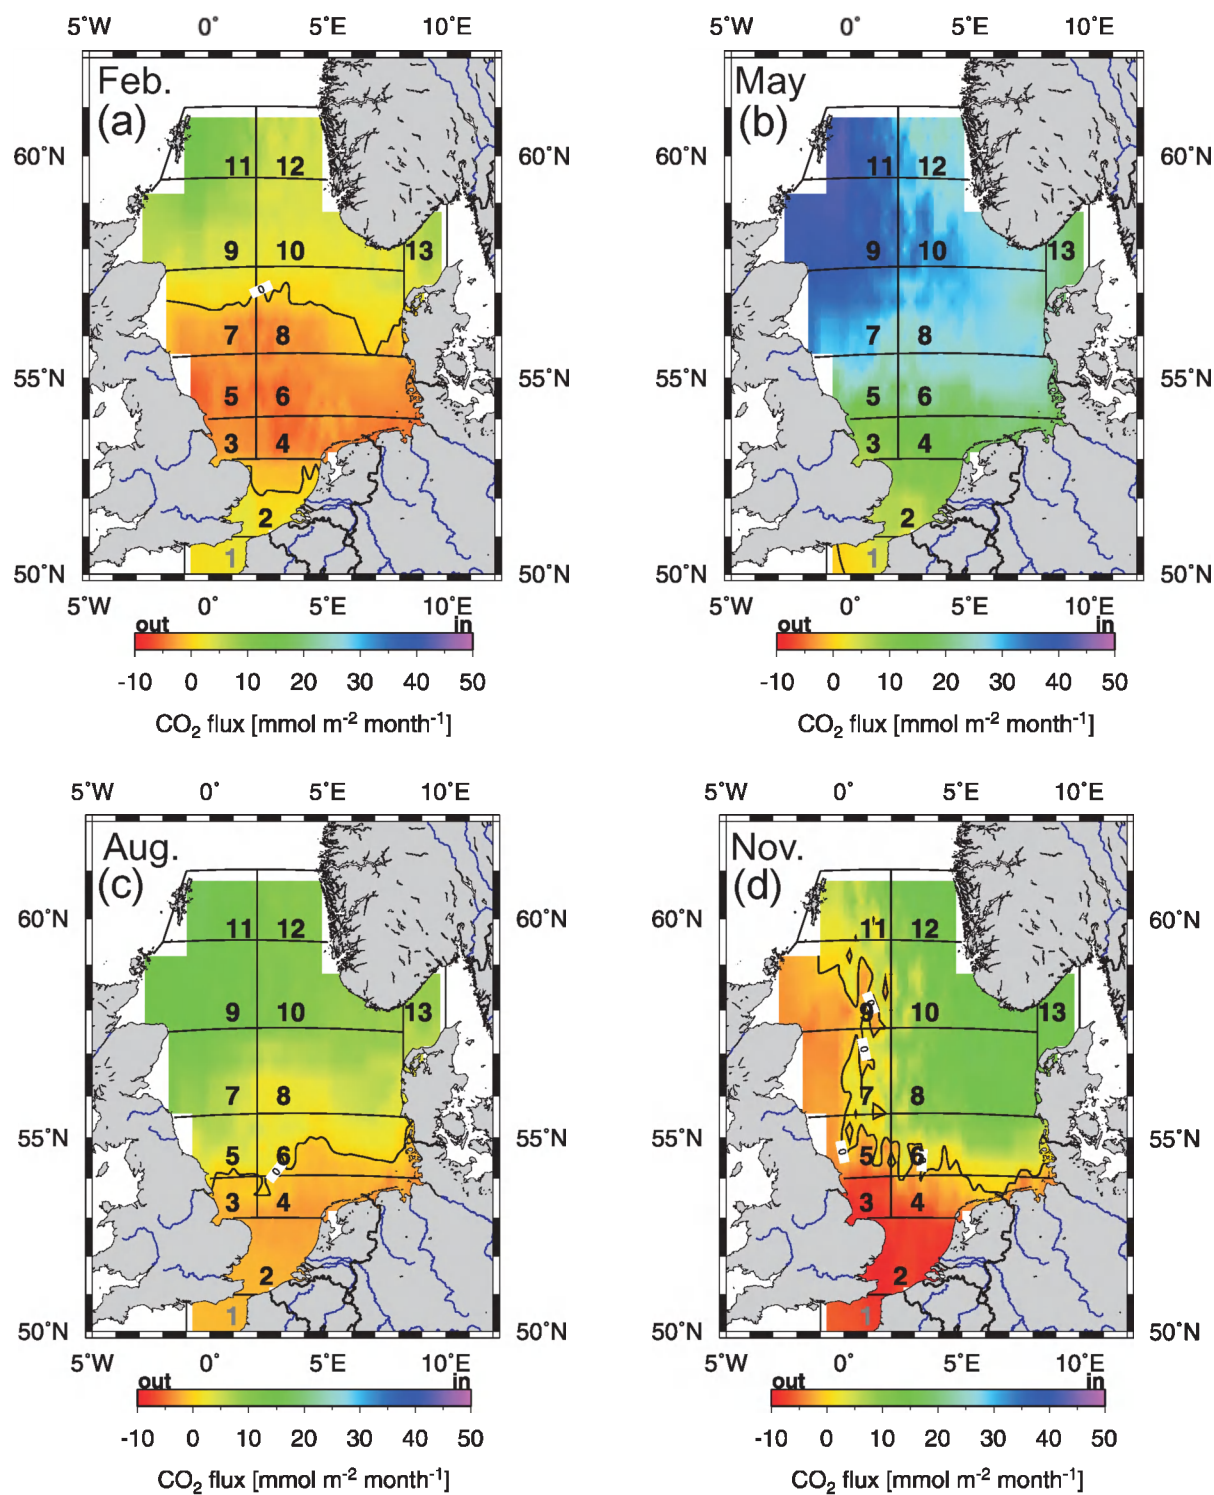 5°W 0° 5°E 10°E
5°W 0° 5°E 10°E
Feb.
(a)
May
(b)
60°N 11 12 60°N
60°N 11 12 60°N
9 10 13
9 10 13
0
7 8
7 8
55°N 5 6 55°N
55°N 5 6 55°N
3 4
3 4
2
2
1
1
50°N 50°N
50°N 50°N
5°W 0° 5°E 10°E
5°W 0° 5°E 10°E
out in
out in
-10 0 10 20 30 40 50
-10 0 10 20 30 40 50
CO₂ flux [mmol m⁻² month⁻¹]
CO₂ flux [mmol m⁻² month⁻¹]
5°W 0° 5°E 10°E
5°W 0° 5°E 10°E
Aug.
(c)
Nov.
(d)
60°N 11 12 60°N
60°N 11 12 60°N
9 10 13
9 10 13
0
7 8
7 8
55°N 55°N
55°N 55°N
5 6
0
0 5 6
3 4
3 4
2
2
1
1
50°N 50°N
50°N 50°N
5°W 0° 5°E 10°E
5°W 0° 5°E 10°E
out in
out in
-10 0 10 20 30 40 50
-10 0 10 20 30 40 50
CO₂ flux [mmol m⁻² month⁻¹]
CO₂ flux [mmol m⁻² month⁻¹]